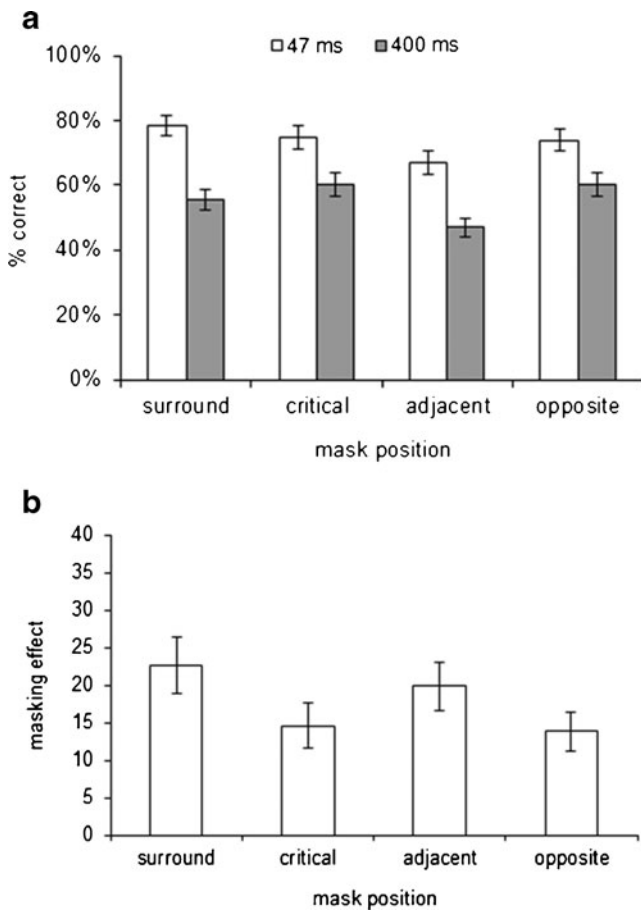 a
47 ms 400 ms
100%
80%
60%
40%
20%
0%
% correct
surround critical adjacent opposite
mask position
b
40
35
30
25
20
15
10
5
0
masking effect
surround critical adjacent opposite
mask position